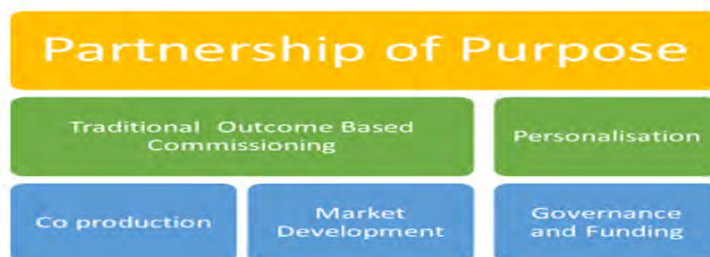 Partnership of Purpose
Traditional Outcome Based
Commissioning
Personalisation
Co production
Market
Development
Governance
and Funding